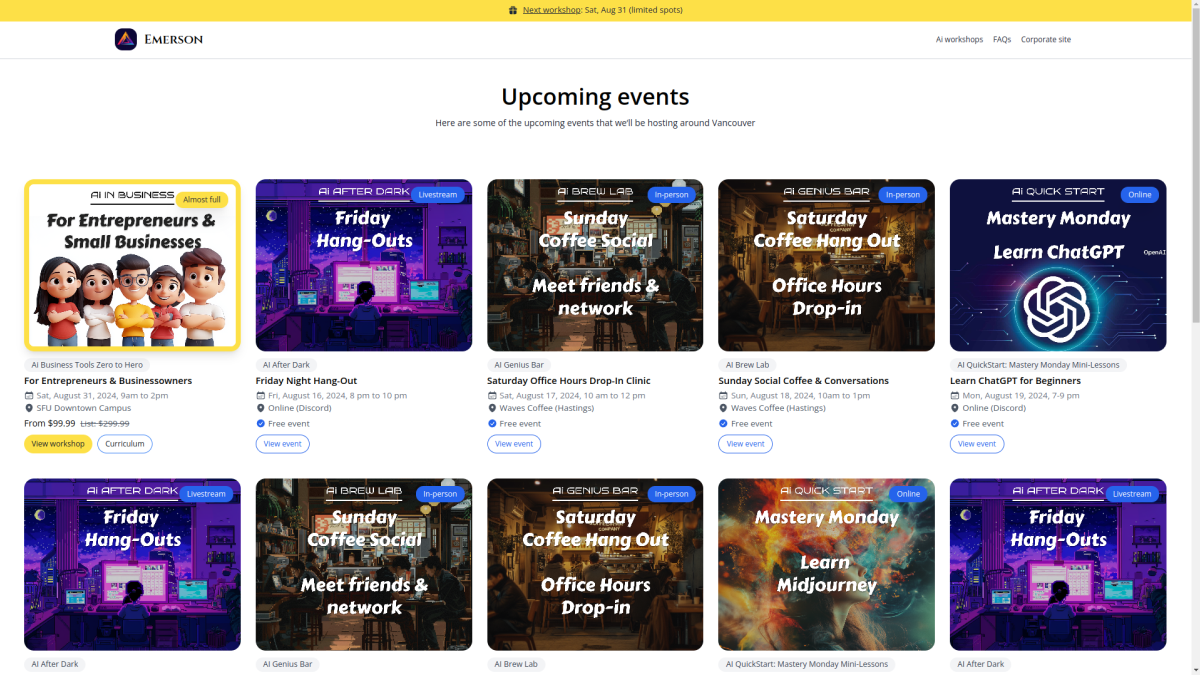 Next workshop: Sat, Aug 31 (limited spots)
EMERSON
Ai workshops FAQs Corporate site
Upcoming events
Here are some of the upcoming events that we'll be hosting around Vancouver
Ai IN BUSINESS
Almost full
For Entrepreneurs &
Small Businesses
Ai Business Tools Zero to Hero
For Entrepreneurs & Businessowners
Sat, August 31, 2024, 9am to 2pm
SFU Downtown Campus
From $99.99 List: $299.99
View workshop Curriculum
Ai AFTER DARK
Livestream
Friday
Hang-Outs
AI After Dark
Friday Night Hang-Out
Fri, August 16, 2024, 8 pm to 10 pm
Online (Discord)
Free event
View event
Ai BREW LAB
In-person
Sunday
Coffee Social
Meet friends &
network
AI Genius Bar
Saturday Office Hours Drop-In Clinic
Sat, August 17, 2024, 10 am to 12 pm
Waves Coffee (Hastings)
Free event
View event
Ai GENIUS BAR
In-person
Saturday
Coffee Hang Out
COMPANY
Office Hours
Drop-in
AI Brew Lab
Sunday Social Coffee & Conversations
Sun, August 18, 2024, 10am to 1pm
Waves Coffee (Hastings)
Free event
View event
Ai QUICK START
Online
Mastery Monday
Learn ChatGPT
OpenAI
AI QuickStart: Mastery Monday Mini-Lessons
Learn ChatGPT for Beginners
Mon, August 19, 2024, 7-9 pm
Online (Discord)
Free event
View event
Ai AFTER DARK
Livestream
Friday
Hang-Outs
AI After Dark
Ai BREW LAB
In-person
Sunday
Coffee Social
Meet friends &
network
AI Genius Bar
Ai GENIUS BAR
In-person
Saturday
Coffee Hang Out
COMPANY
Office Hours
Drop-in
AI Brew Lab
Ai QUICK START
Online
Mastery Monday
Learn
Midjourney
AI QuickStart: Mastery Monday Mini-Lessons
Ai AFTER DARK
Livestream
Friday
Hang-Outs
AI After Dark